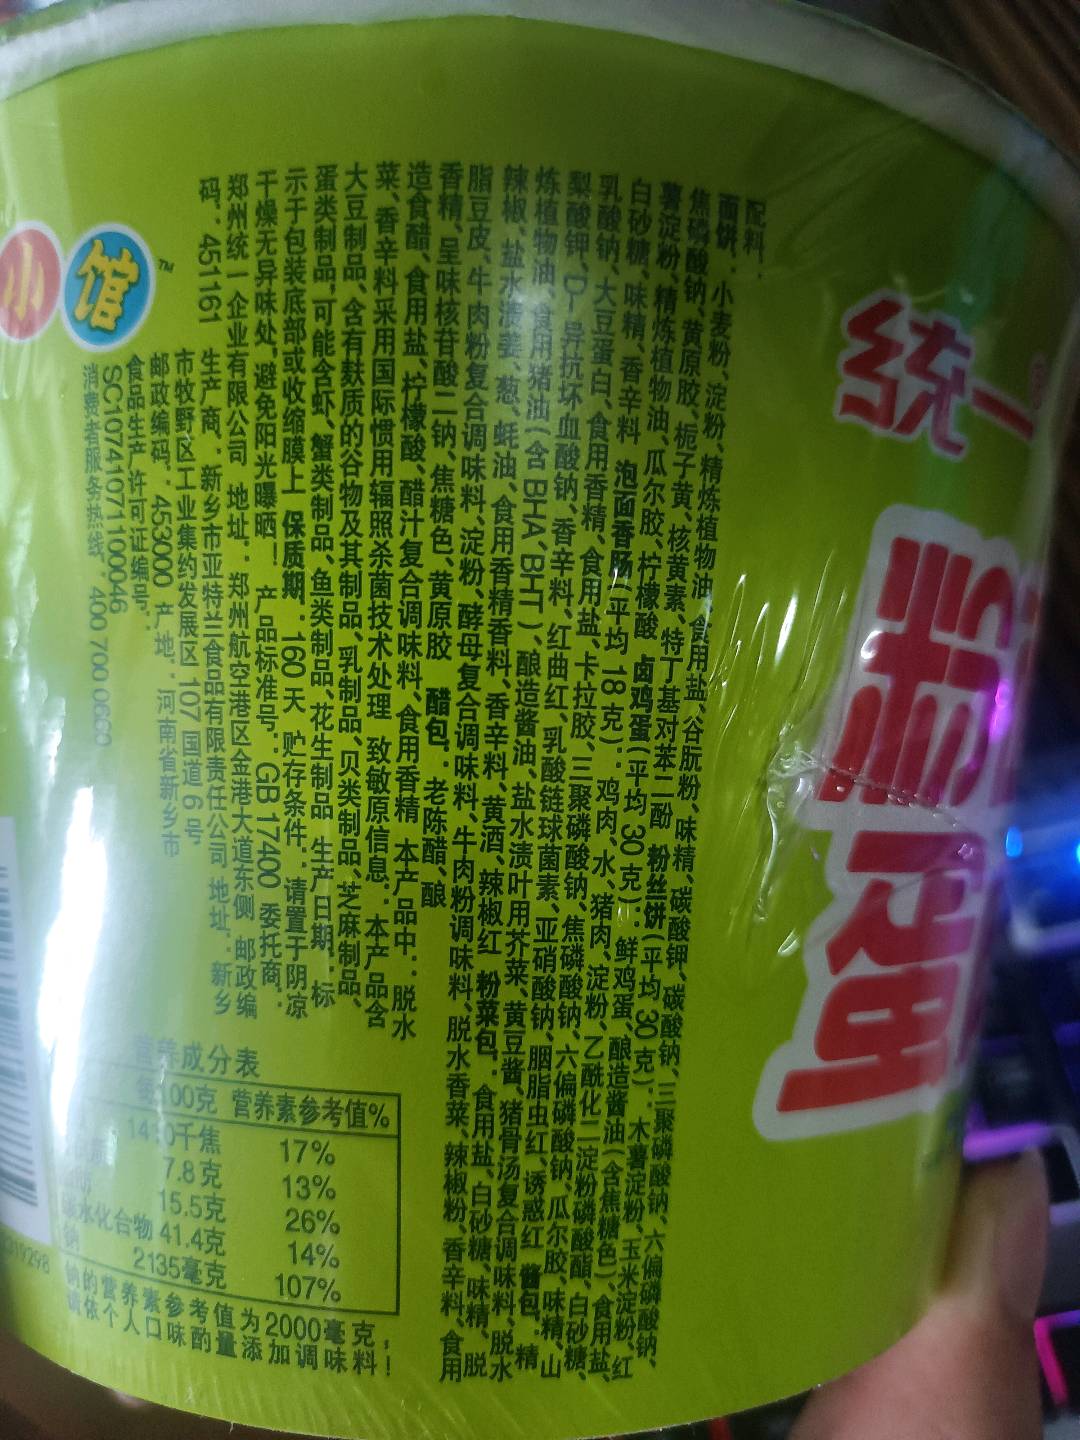 统一
配料:
面饼:小麦粉、淀粉、精炼植物油、食用盐、谷朊粉、味精、碳酸钾、碳酸钠、三聚磷酸钠、六偏磷酸钠、
焦磷酸钠、黄原胶、栀子黄、核黄素、特丁基对苯二酚 粉丝饼(平均30克):木薯淀粉、玉米淀粉、红
薯淀粉、精炼植物油、瓜尔胶、柠檬酸 卤鸡蛋(平均30克):鲜鸡蛋、酿造酱油(含焦糖色)、食用盐、
白砂糖、味精、香辛料 泡面香肠(平均18克):鸡肉、水、猪肉、淀粉、乙酰化二淀粉磷酸酯、白砂糖、
乳酸钠、大豆蛋白、食用香精、食用盐、卡拉胶、三聚磷酸钠、焦磷酸钠、六偏磷酸钠、瓜尔胶、味精、山
梨酸钾、D-异抗坏血酸钠、香辛料、红曲红、乳酸链球菌素、亚硝酸钠、胭脂虫红、诱惑红 酱包:精
炼植物油、食用猪油(含BHA、BHT)、酿造酱油、盐水渍叶用芥菜、黄豆酱、猪骨汤复合调味料、脱水
辣椒、盐水渍姜、葱、蚝油、食用香精香料、香辛料、黄酒、辣椒红 粉菜包:食用盐、白砂糖、味精、脱
脂豆皮、牛肉粉复合调味料、淀粉、酵母复合调味料、牛肉粉调味料、脱水香菜、辣椒粉、香辛料、食用
香精、呈味核苷酸二钠、焦糖色、黄原胶 醋包:老陈醋、酿
造食醋、食用盐、柠檬酸、醋汁复合调味料、食用香精 本产品中:脱水
菜、香辛料采用国际惯用辐照杀菌技术处理 致敏原信息:本产品含
大豆制品、含有麸质的谷物及其制品、乳制品、贝类制品、芝麻制品、
蛋类制品,可能含虾、蟹类制品、鱼类制品、花生制品 生产日期:标
示于包装底部或收缩膜上 保质期:160天 贮存条件:请置于阴凉
干燥无异味处,避免阳光曝晒! 产品标准号:GB 17400 委托商:
郑州统一企业有限公司 地址:郑州航空港区金港大道东侧 邮政编
码:451161
生产商:新乡市亚特兰食品有限责任公司 地址:新乡
市牧野区工业集约发展区107国道6号
邮政编码:453000 产地:河南省新乡市
食品生产许可证编号:
SC10741071100046
消费者服务热线:400 700 0660
小馆™
营养成分表
每100克 营养素参考值%
千焦 17%
7.8克 13%
15.5克 26%
水化合物 41.4克 14%
钠 2135毫克 107%
钠的营养素参考值为2000毫克;
请依个人口味酌量添加调味料!
19298
蛋